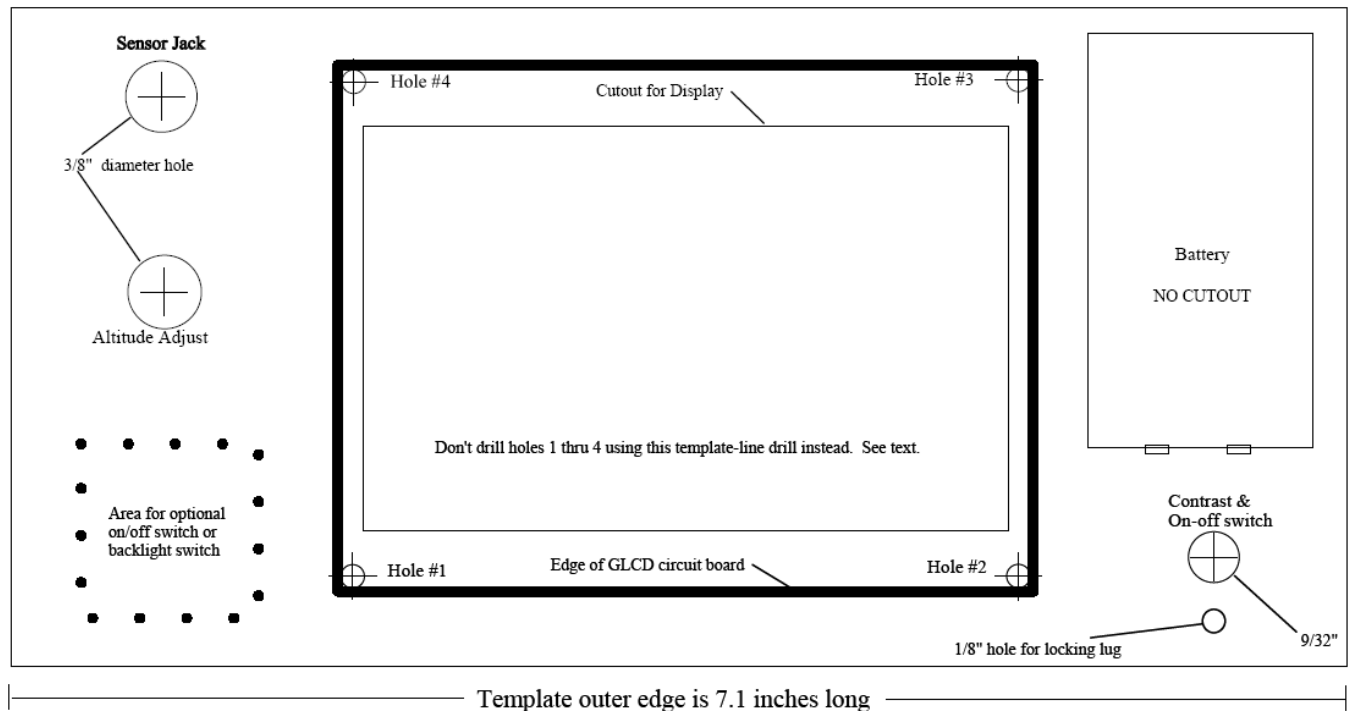 Sensor Jack
Hole #4
Hole #3
Cutout for Display
3/8" diameter hole
Battery
NO CUTOUT
Altitude Adjust
Don't drill holes 1 thru 4 using this template-line drill instead. See text.
Area for optional
on/off switch or
backlight switch
Contrast &
On-off switch
Hole #1
Edge of GLCD circuit board
Hole #2
1/8" hole for locking lug
9/32"
Template outer edge is 7.1 inches long